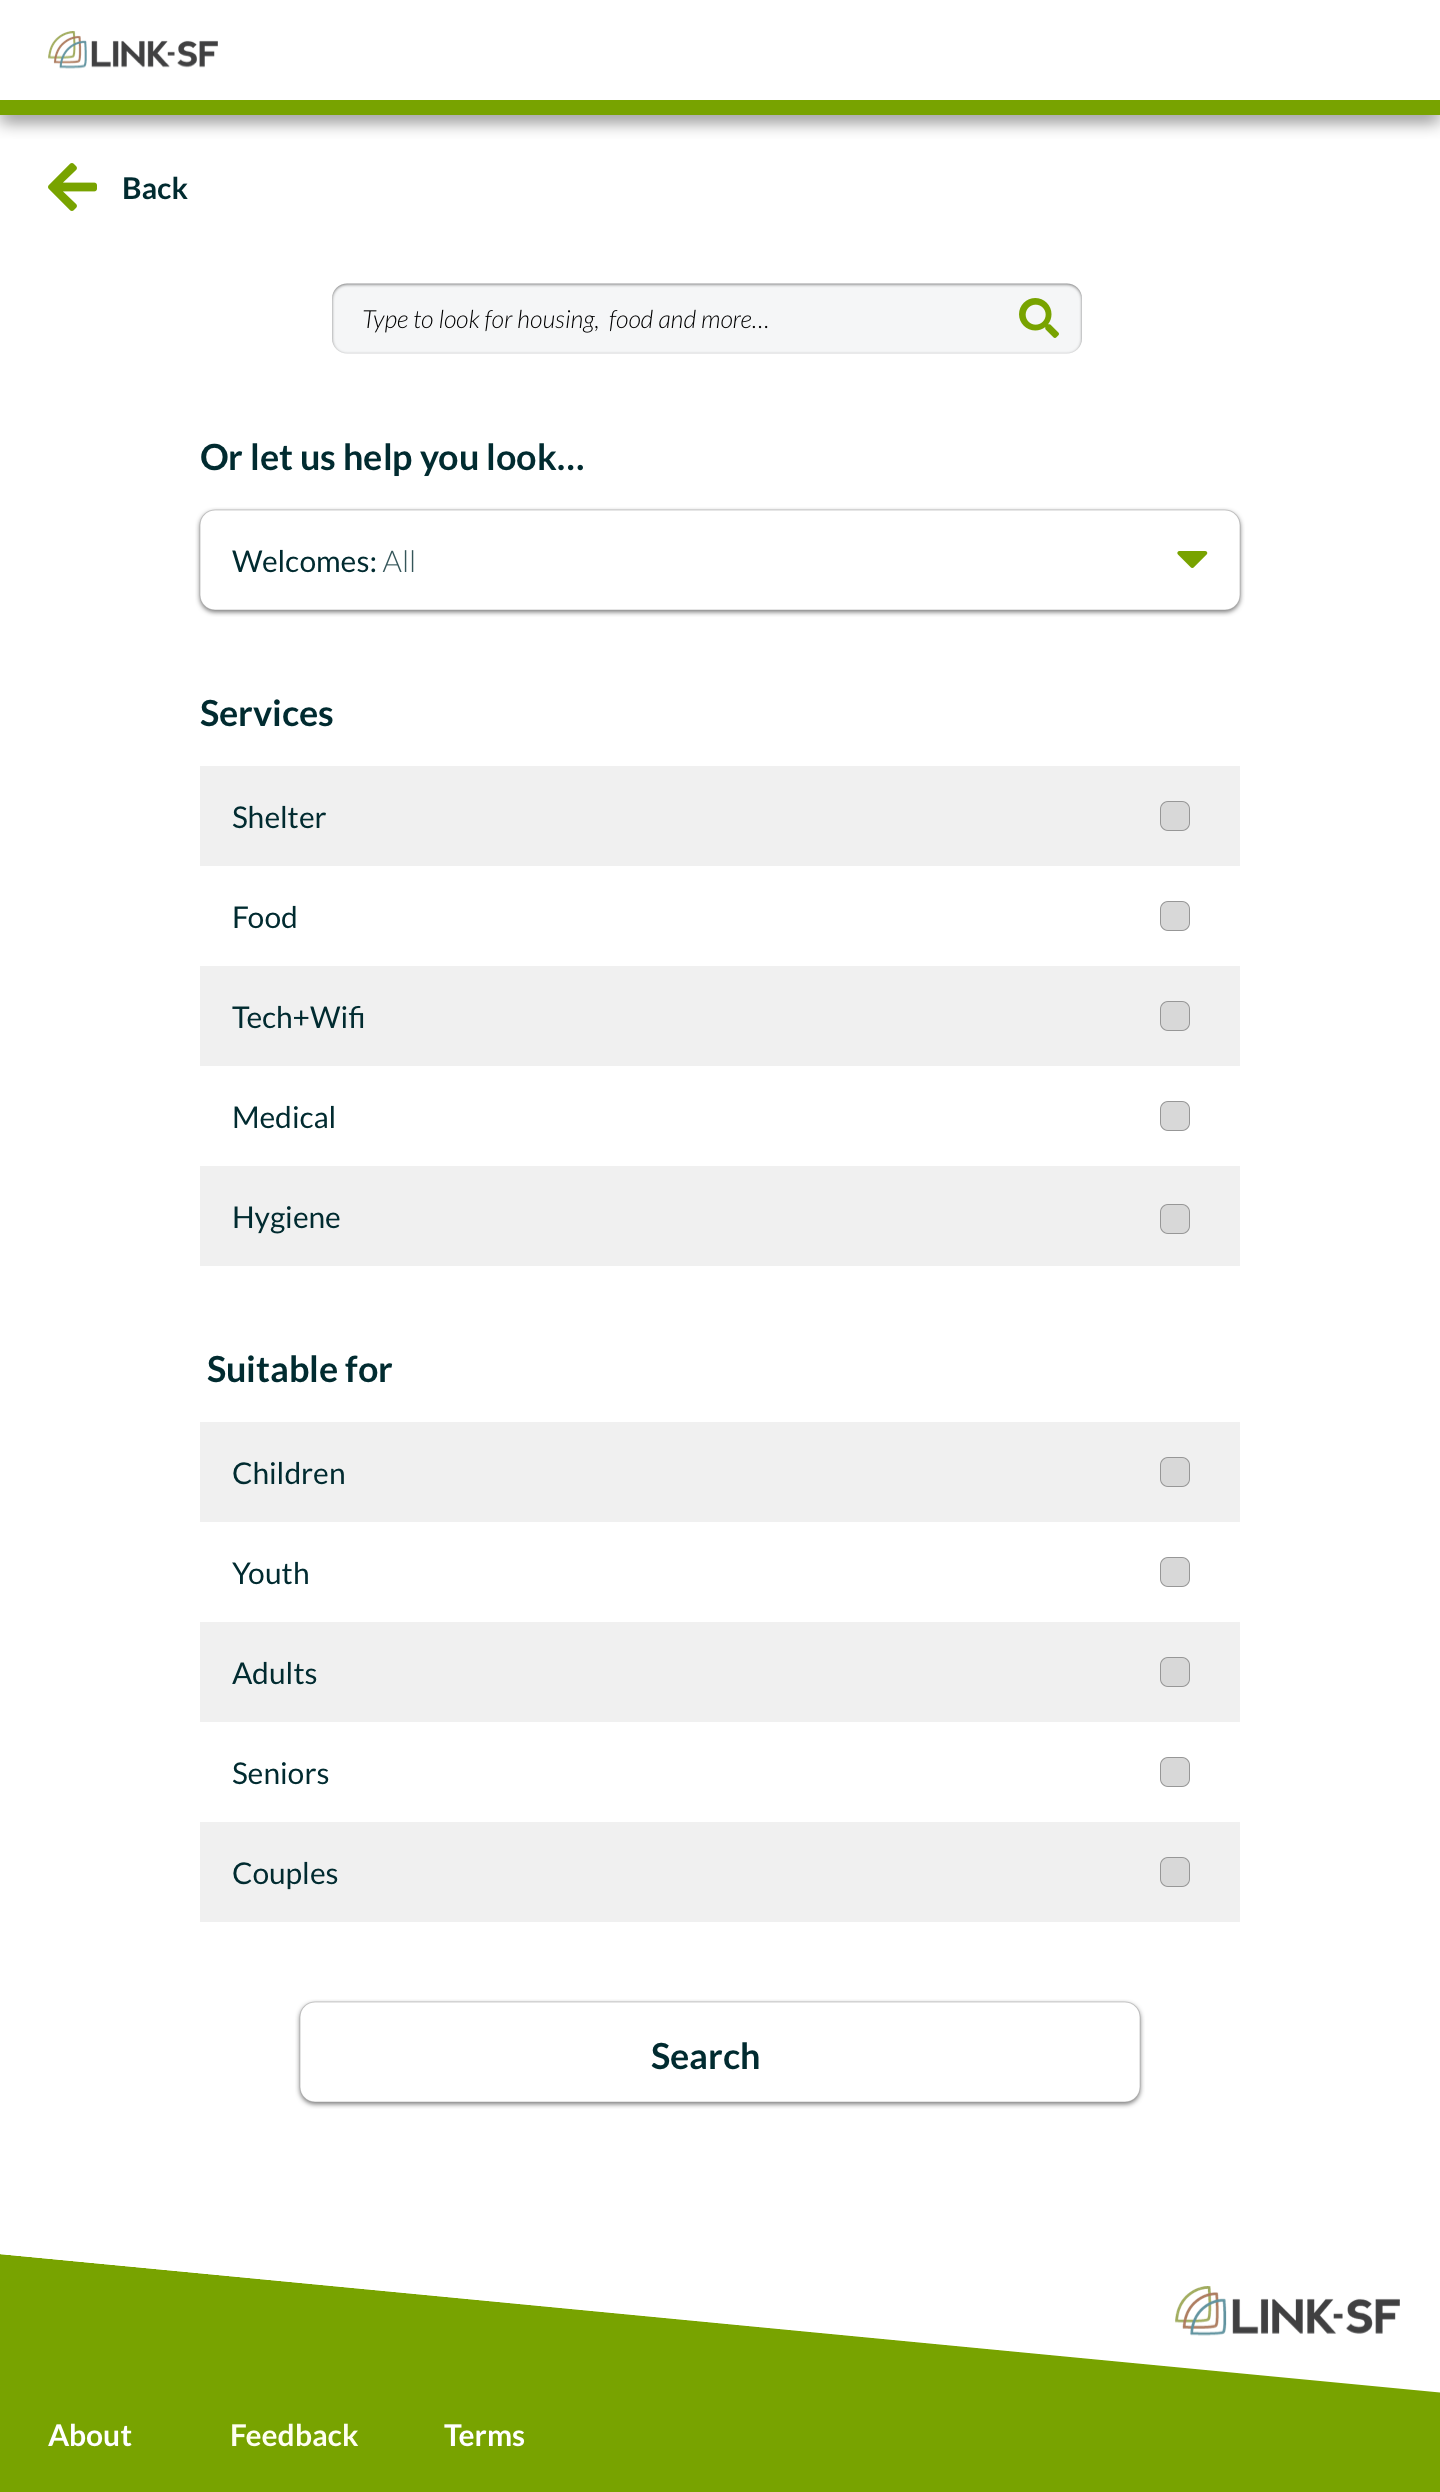 LINK-SF
Back
Type to look for housing,  food and more...
Or let us help you look...
Welcomes: All
Services
Shelter
Food
Tech+Wifi
Medical
Hygiene
Suitable for
Children
Youth
Adults
Seniors
Couples
Search
LINK-SF
About
Feedback
Terms